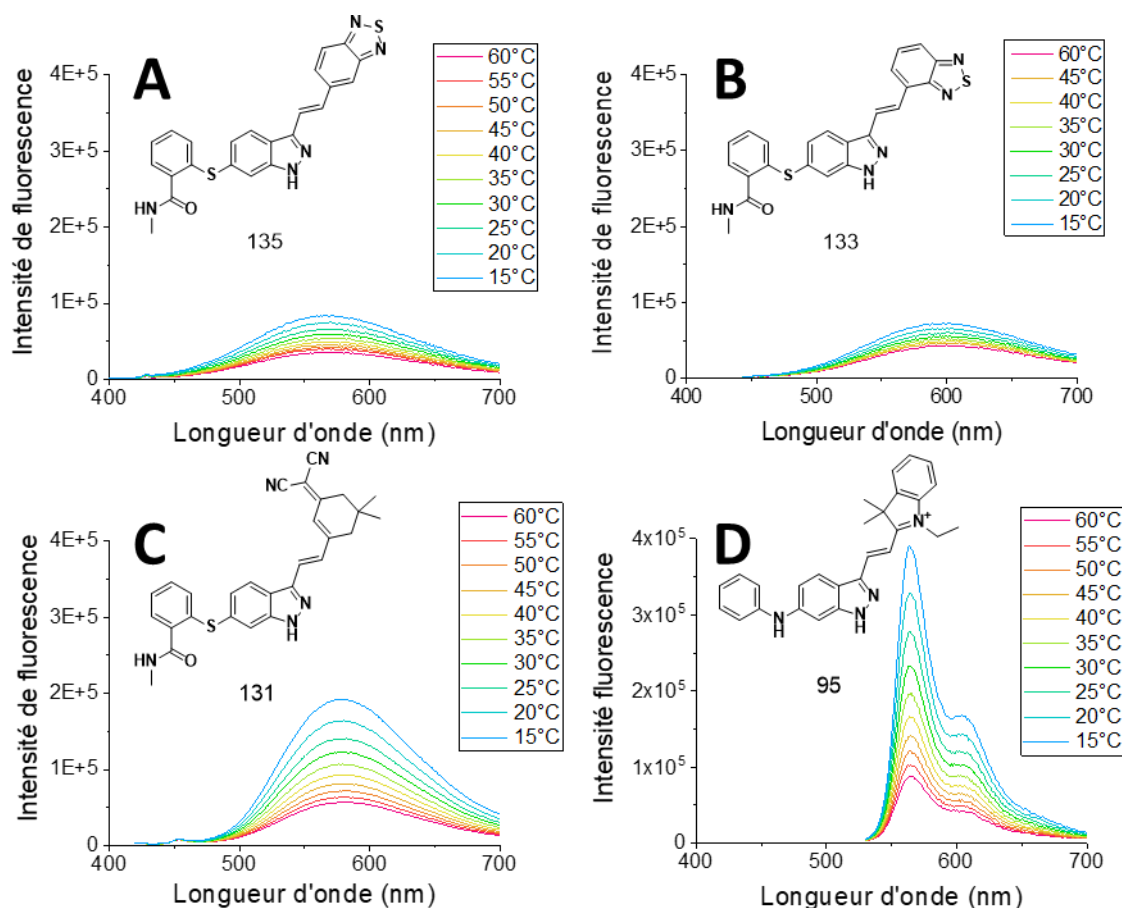 A
4E+5
3E+5
2E+5
1E+5
0
400
500
600
700
Intensité de fluorescence
Longueur d'onde (nm)
N
S
N
N
N
H
S
HN
O
135
60°C
55°C
50°C
45°C
40°C
35°C
30°C
25°C
20°C
15°C
B
4E+5
3E+5
2E+5
1E+5
0
400
500
600
700
Intensité de fluorescence
Longueur d'onde (nm)
N
S
N
N
N
H
S
HN
O
133
60°C
45°C
40°C
35°C
30°C
25°C
20°C
15°C
C
4E+5
3E+5
2E+5
1E+5
0
400
500
600
700
Intensité de fluorescence
Longueur d'onde (nm)
CN
NC
N
N
H
S
HN
O
131
60°C
55°C
50°C
45°C
40°C
35°C
30°C
25°C
20°C
15°C
D
4x10⁵
3x10⁵
2x10⁵
1x10⁵
0
400
500
600
700
Intensité fluorescence
Longueur d'onde (nm)
N+
N
N
H
N
H
95
60°C
55°C
50°C
45°C
40°C
35°C
30°C
25°C
20°C
15°C